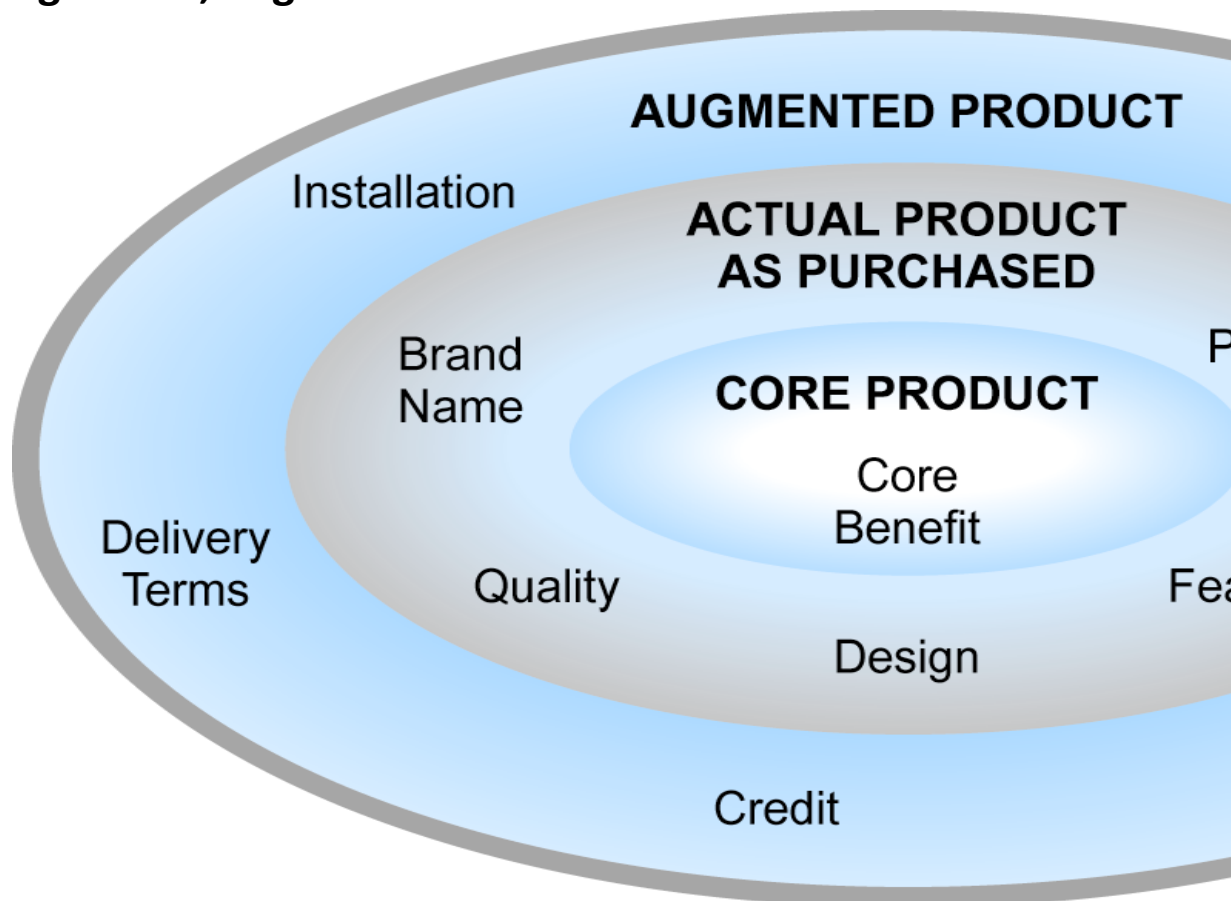 AUGMENTED PRODUCT
Installation
ACTUAL PRODUCT
AS PURCHASED
Brand
Name
CORE PRODUCT
Core
Benefit
Delivery
Terms
Quality
Design
Credit